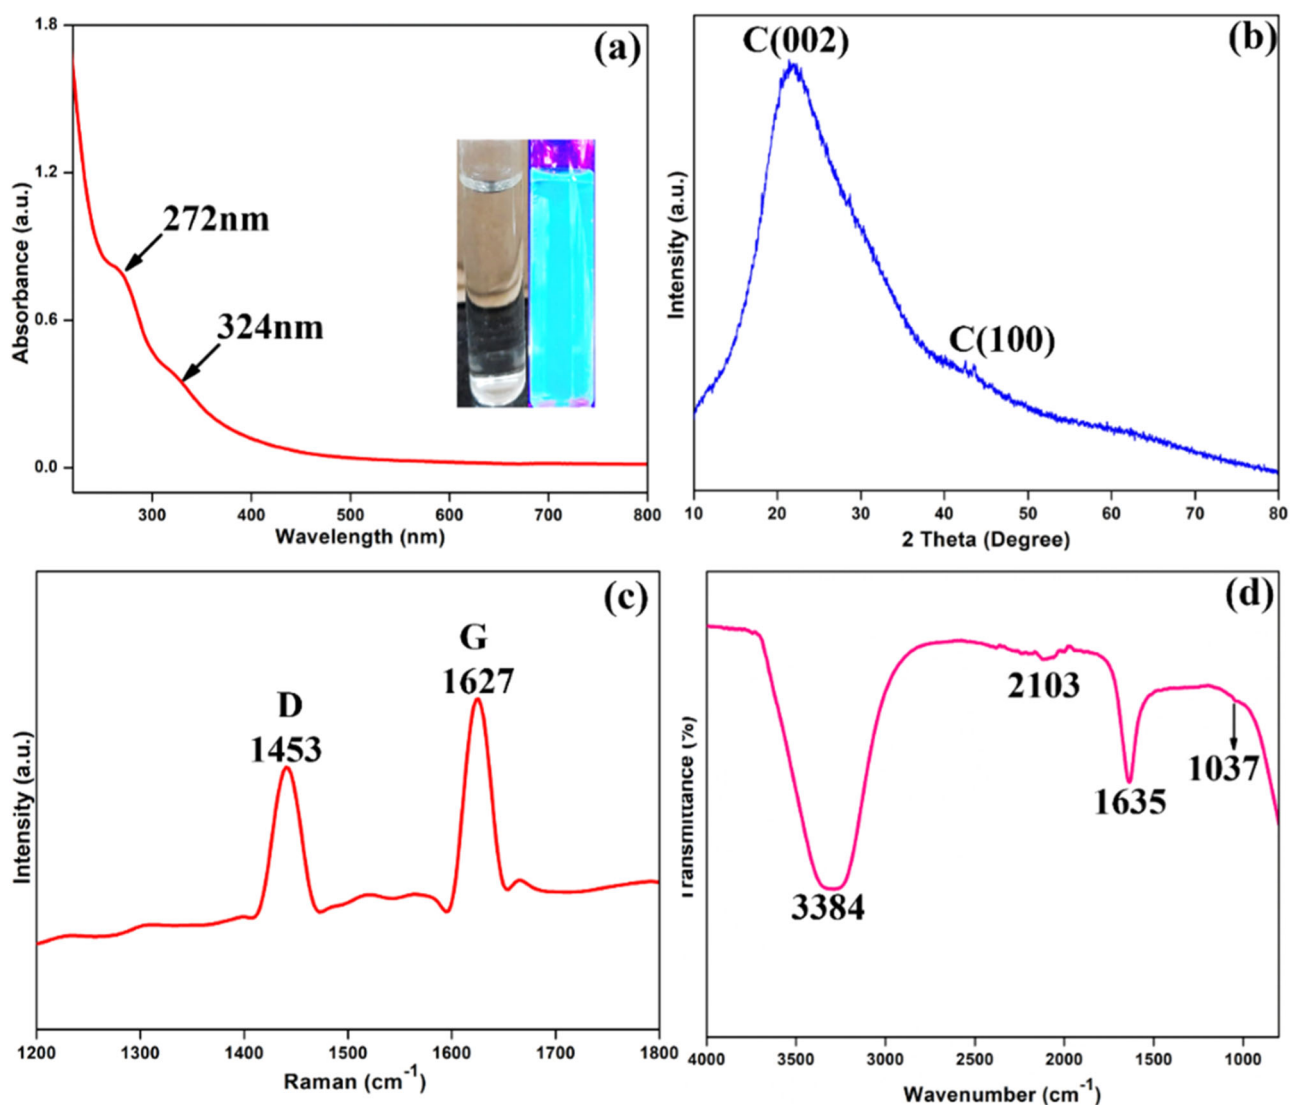 (a)
1.8
1.2
0.6
0.0
Absorbance (a.u.)
272nm
324nm
300 400 500 600 700 800
Wavelength (nm)
(b)
C(002)
C(100)
Intensity (a.u.)
10 20 30 40 50 60 70 80
2 Theta (Degree)
(c)
G
1627
D
1453
Intensity (a.u.)
1200 1300 1400 1500 1600 1700 1800
Raman (cm⁻¹)
(d)
2103
1037
1635
3384
Transmittance (%)
4000 3500 3000 2500 2000 1500 1000
Wavenumber (cm⁻¹)